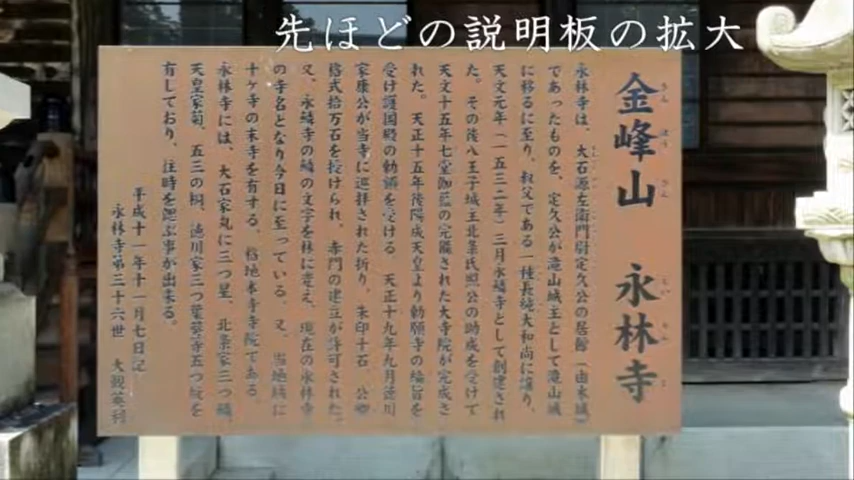 先ほどの説明板の拡大
金峰山 永林寺
永林寺は、大石源左衛門尉定久公の居館(由木城)
であったものを、定久公が滝山城主として滝山城
に移るに至り、叔父である一種長純大和尚に譲り、
天文元年(一五三二年)三月永鱗寺として創建され
た。その後八王子城主北条氏照公の助成を受けて
天文十五年七堂伽藍の完備された大寺院が完成さ
れた。天正十五年後陽成天皇より勅願寺の綸旨を
受け護国殿の勅額を受ける 天正十九年九月徳川
家康公が当寺に巡拝された折り、朱印十石 公卿
格式拾万石を授けられ、赤門の建立が許可された。
又、永鱗寺の鱗の文字を林に変え、現在の永林寺
の寺名となり今日に至っている。又、当地域に
十ヶ寺の末寺を有する、格地本寺寺院である
永林寺には、大石家丸に三つ星、北条家三つ鱗、
天皇家菊、五三の桐、徳川家三つ葉葵等五つ紋を
有しており、往時を偲ぶ事が出来る。
平成十一年十一月七日記
永林寺第三十六世